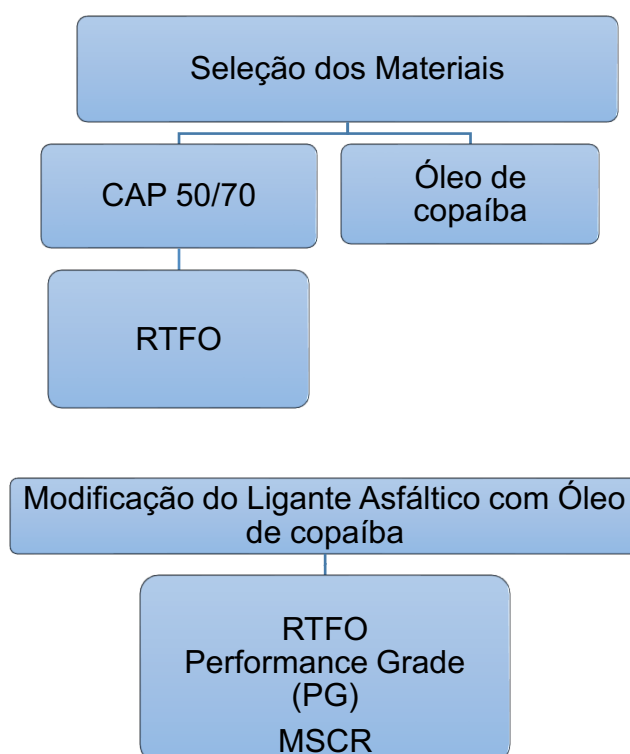 Seleção dos Materiais
CAP 50/70
Óleo de
copaíba
RTFO
Modificação do Ligante Asfáltico com Óleo
de copaíba
RTFO
Performance Grade
(PG)
MSCR